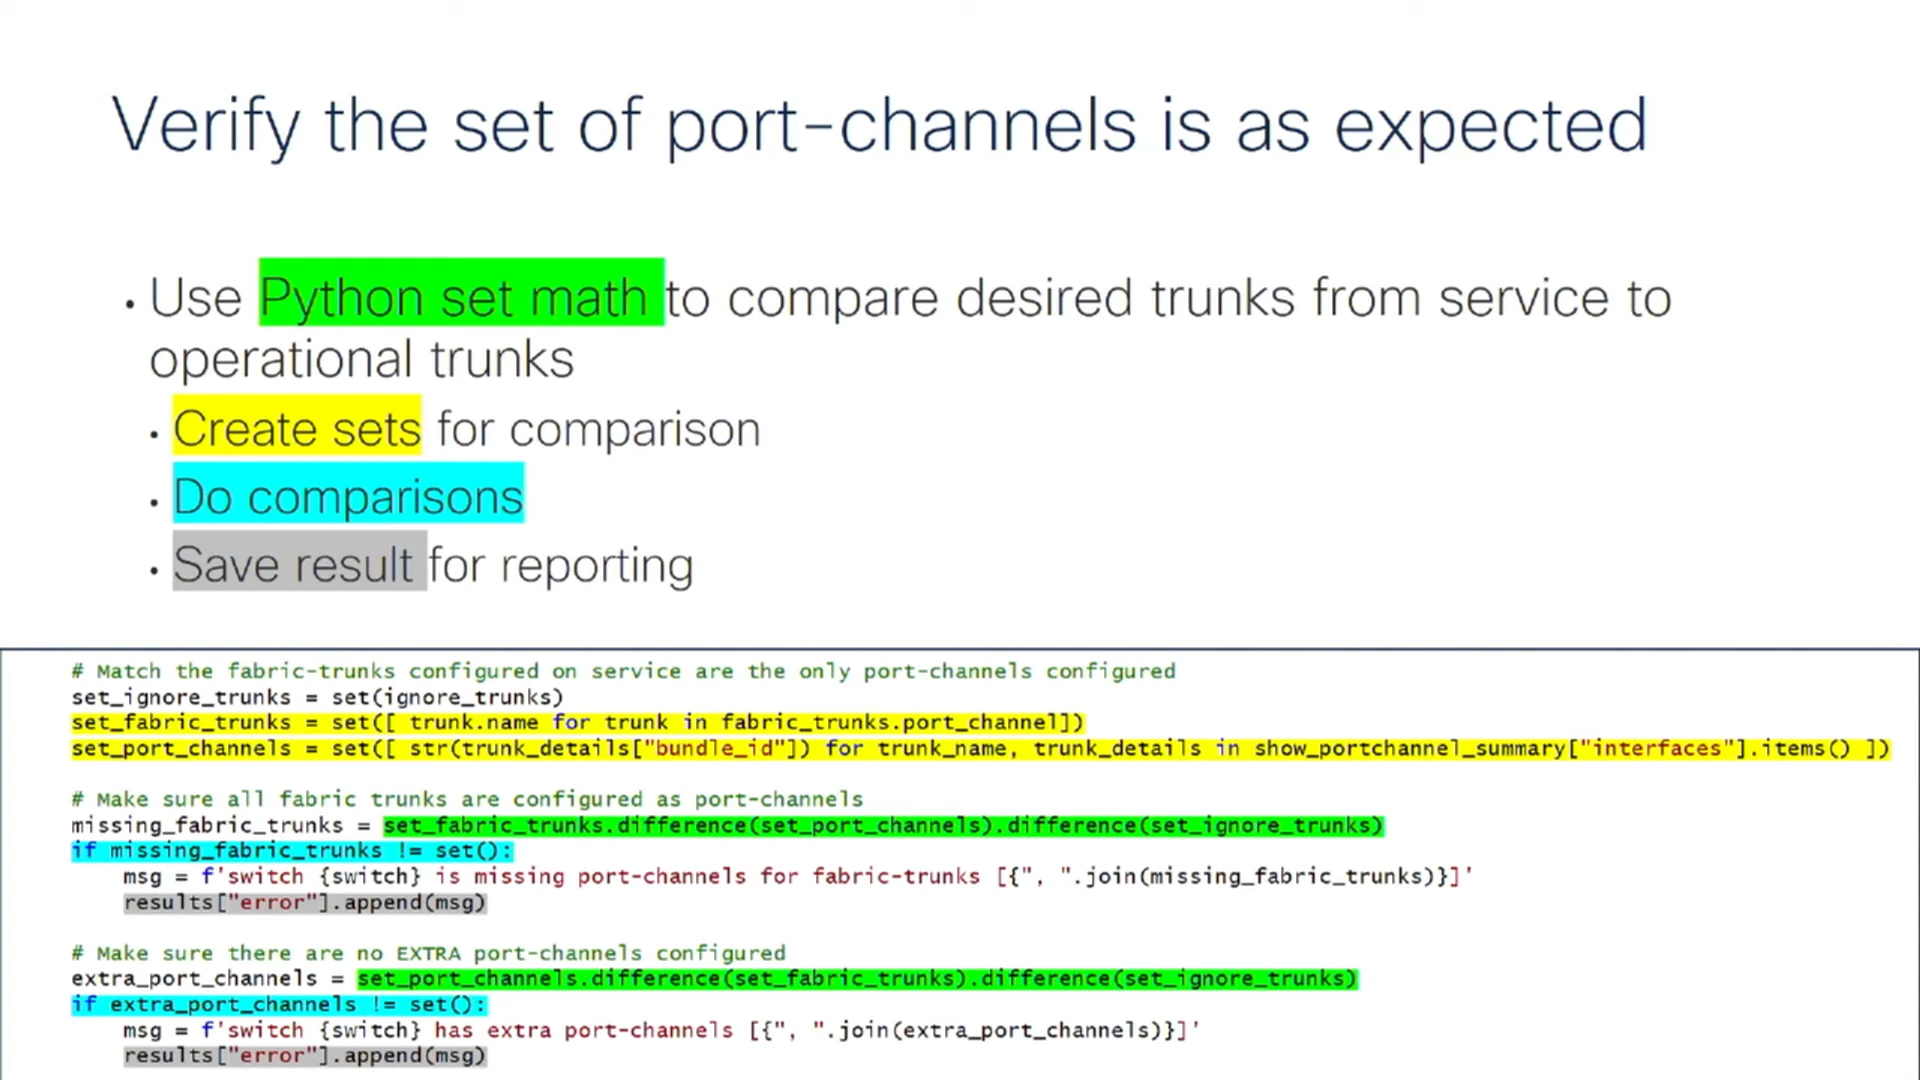 Verify the set of port-channels is as expected
• Use Python set math to compare desired trunks from service to
operational trunks
• Create sets for comparison
• Do comparisons
• Save result for reporting
# Match the fabric-trunks configured on service are the only port-channels configured
set_ignore_trunks = set(ignore_trunks)
set_fabric_trunks = set([ trunk.name for trunk in fabric_trunks.port_channel])
set_port_channels = set([ str(trunk_details["bundle_id"]) for trunk_name, trunk_details in show_portchannel_summary["interfaces"].items() ])
# Make sure all fabric trunks are configured as port-channels
missing_fabric_trunks = set_fabric_trunks.difference(set_port_channels).difference(set_ignore_trunks)
if missing_fabric_trunks != set():
    msg = f'switch {switch} is missing port-channels for fabric-trunks [{", ".join(missing_fabric_trunks)}]'
    results["error"].append(msg)
# Make sure there are no EXTRA port-channels configured
extra_port_channels = set_port_channels.difference(set_fabric_trunks).difference(set_ignore_trunks)
if extra_port_channels != set():
    msg = f'switch {switch} has extra port-channels [{", ".join(extra_port_channels)}]'
    results["error"].append(msg)